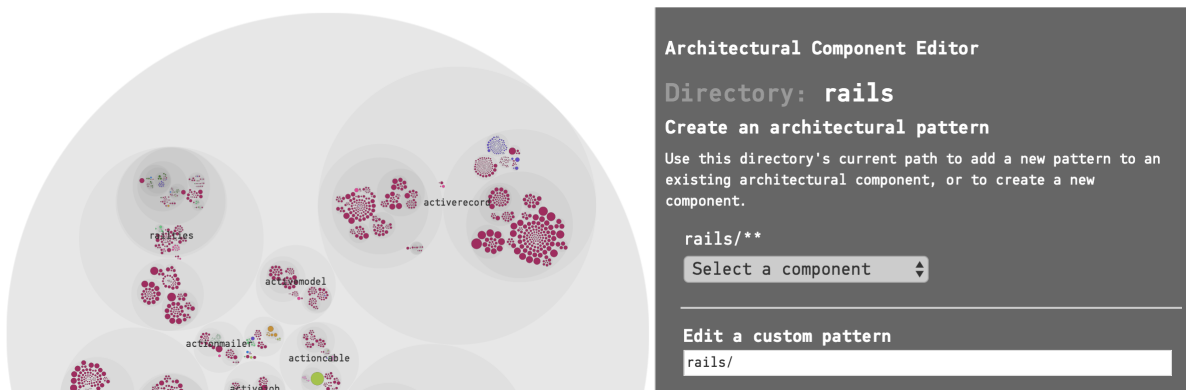 activerecord
railties
activemodel
actionmailer
actioncable
activejob
Architectural Component Editor
Directory: rails
Create an architectural pattern
Use this directory's current path to add a new pattern to an
existing architectural component, or to create a new
component.
rails/**
Select a component
Edit a custom pattern
rails/